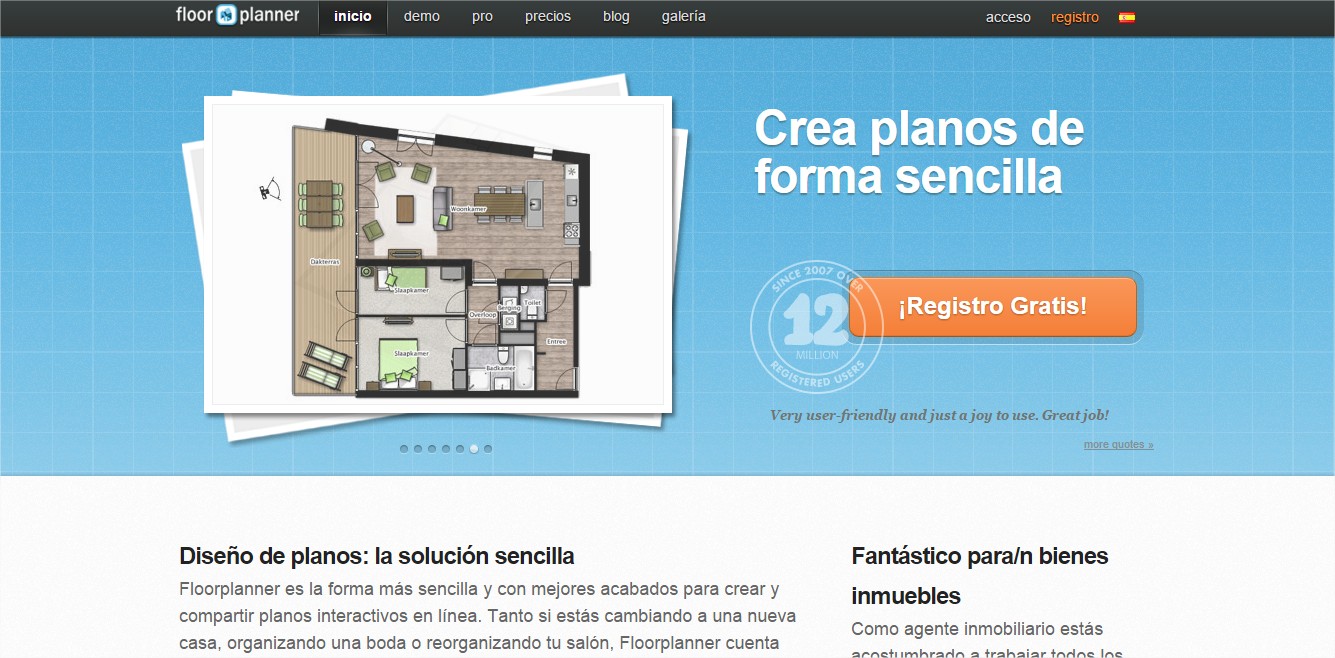 floor planner
inicio
demo
pro
precios
blog
galería
acceso
registro
Crea planos de
forma sencilla
Woonkamer
Dakterras
Slaapkamer
Berging
Toilet
Overloop
Entree
Slaapkamer
Badkamer
SINCE 2007 OVER
12
MILLION
REGISTERED USERS
¡Registro Gratis!
Very user-friendly and just a joy to use. Great job!
more quotes »
Diseño de planos: la solución sencilla
Floorplanner es la forma más sencilla y con mejores acabados para crear y
compartir planos interactivos en línea. Tanto si estás cambiando a una nueva
casa, organizando una boda o reorganizando tu salón, Floorplanner cuenta
Fantástico para/n bienes
inmuebles
Como agente inmobiliario estás
acostumbrado a trabajar todos los